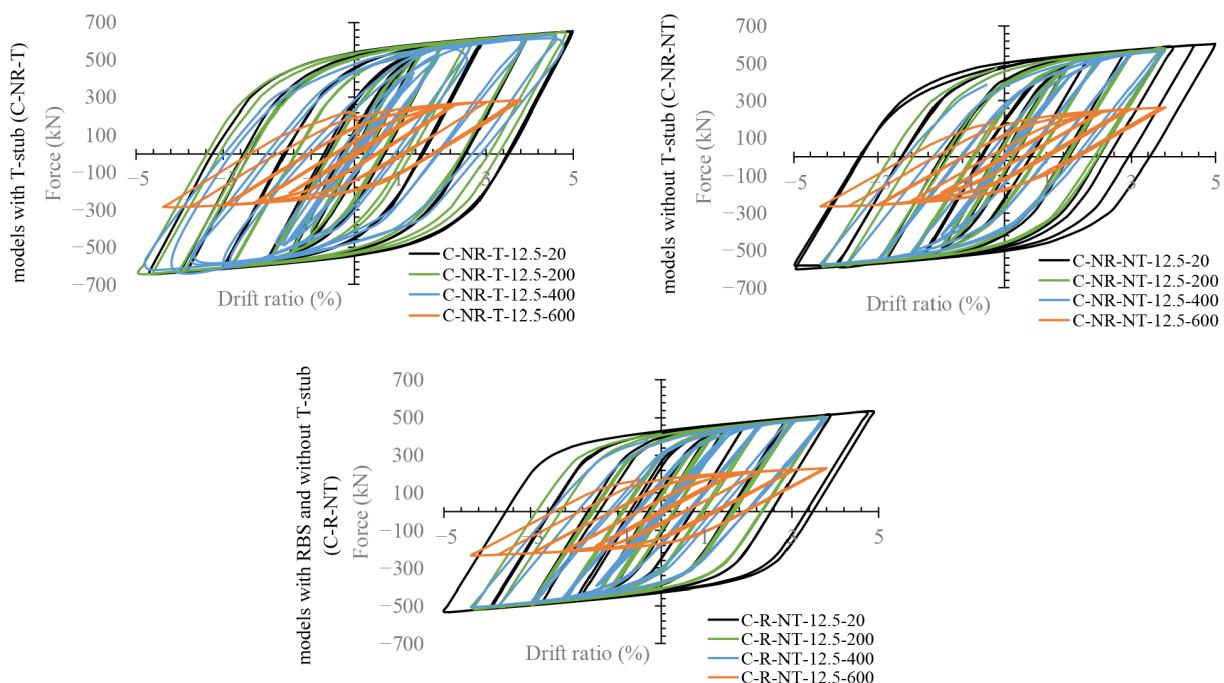 models with T-stub (C-NR-T)
Force (kN)
700
500
300
100
−100
−300
−500
−700
−5
−3
−1
1
3
5
Drift ratio (%)
C-NR-T-12.5-20
C-NR-T-12.5-200
C-NR-T-12.5-400
C-NR-T-12.5-600
models without T-stub (C-NR-NT)
Force (kN)
700
500
300
100
−100
−300
−500
−700
−5
3
5
Drift ratio (%)
C-NR-NT-12.5-20
C-NR-NT-12.5-200
C-NR-NT-12.5-400
C-NR-NT-12.5-600
models with RBS and without T-stub
(C-R-NT)
Force (kN)
700
500
300
100
−100
−300
−500
−700
−5
−3
1
3
5
Drift ratio (%)
C-R-NT-12.5-20
C-R-NT-12.5-200
C-R-NT-12.5-400
C-R-NT-12.5-600